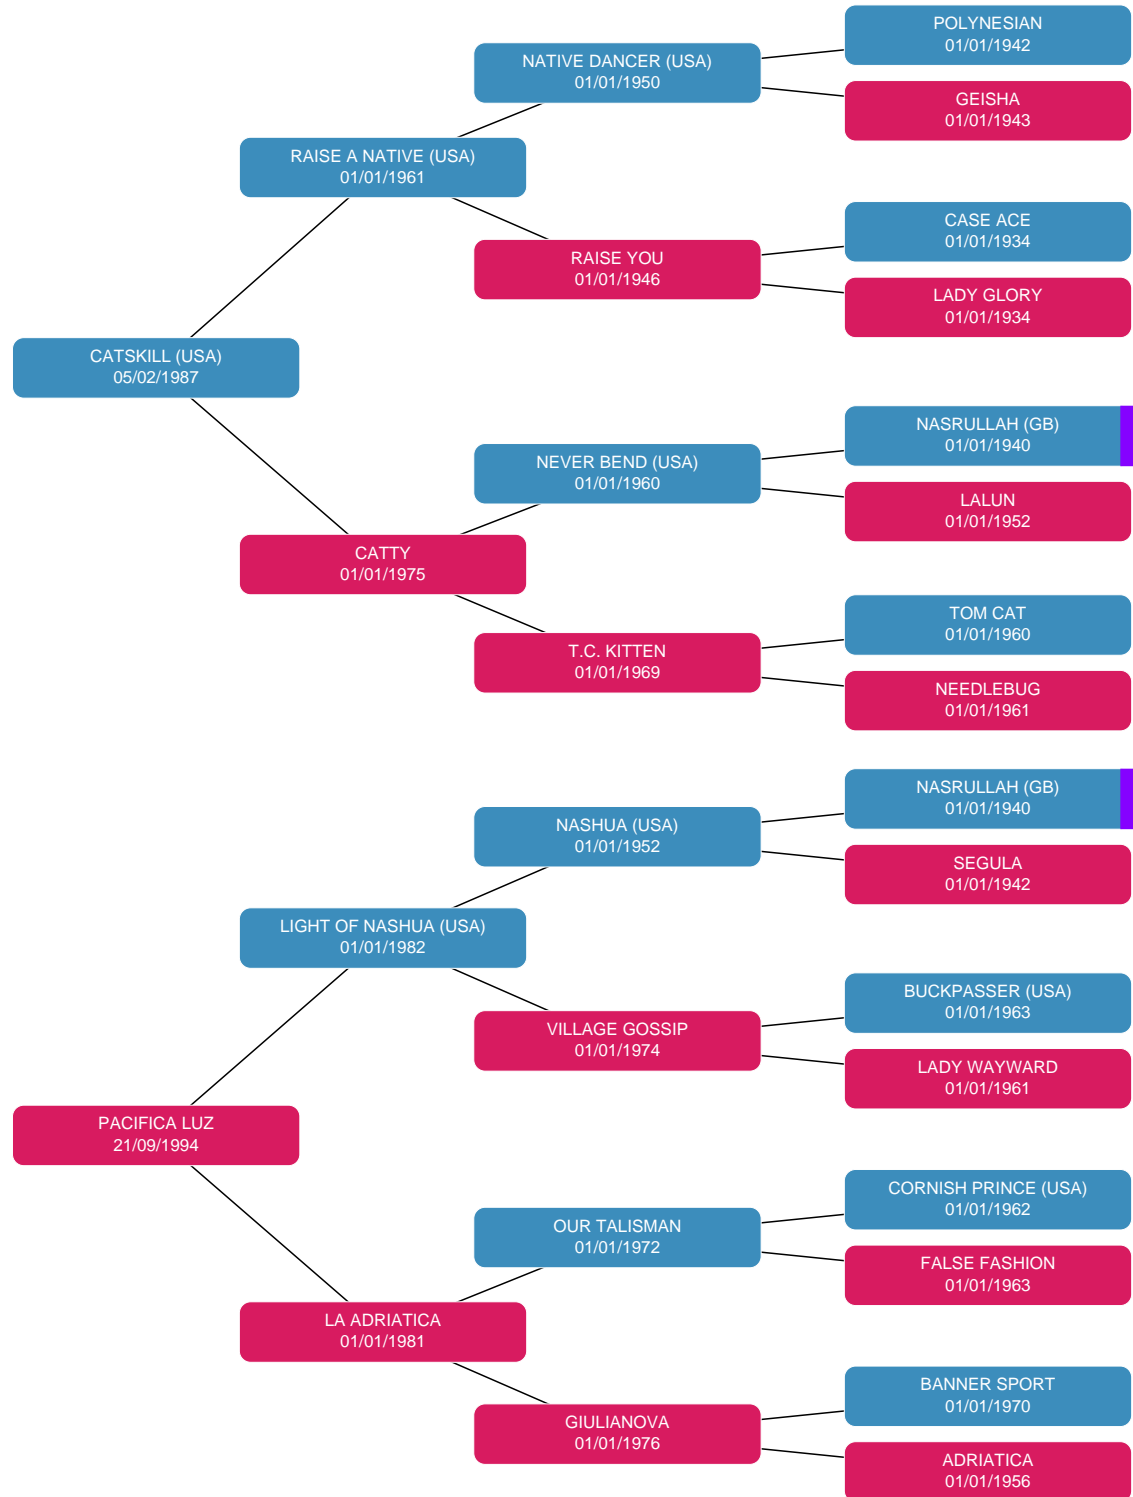 POLYNESIAN
01/01/1942
NATIVE DANCER (USA)
01/01/1950
GEISHA
01/01/1943
RAISE A NATIVE (USA)
01/01/1961
CASE ACE
01/01/1934
RAISE YOU
01/01/1946
LADY GLORY
01/01/1934
CATSKILL (USA)
05/02/1987
NASRULLAH (GB)
01/01/1940
NEVER BEND (USA)
01/01/1960
LALUN
01/01/1952
CATTY
01/01/1975
TOM CAT
01/01/1960
T.C. KITTEN
01/01/1969
NEEDLEBUG
01/01/1961
NASRULLAH (GB)
01/01/1940
NASHUA (USA)
01/01/1952
SEGULA
01/01/1942
LIGHT OF NASHUA (USA)
01/01/1982
BUCKPASSER (USA)
01/01/1963
VILLAGE GOSSIP
01/01/1974
LADY WAYWARD
01/01/1961
PACIFICA LUZ
21/09/1994
CORNISH PRINCE (USA)
01/01/1962
OUR TALISMAN
01/01/1972
FALSE FASHION
01/01/1963
LA ADRIATICA
01/01/1981
BANNER SPORT
01/01/1970
GIULIANOVA
01/01/1976
ADRIATICA
01/01/1956